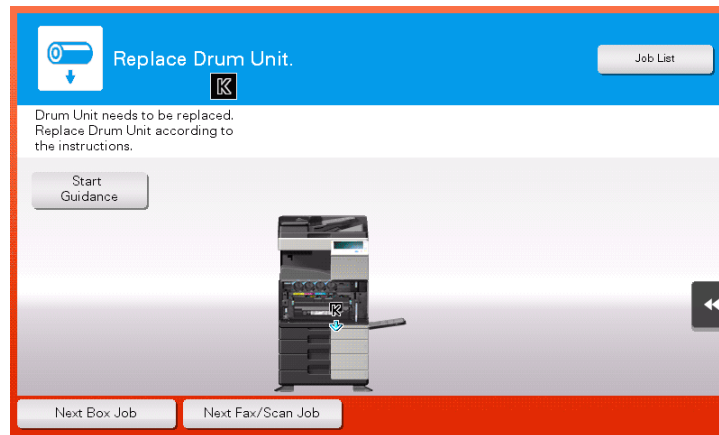 Replace Drum Unit.
K
Job List
Drum Unit needs to be replaced.
Replace Drum Unit according to
the instructions.
Start
Guidance
K
Next Box Job
Next Fax/Scan Job